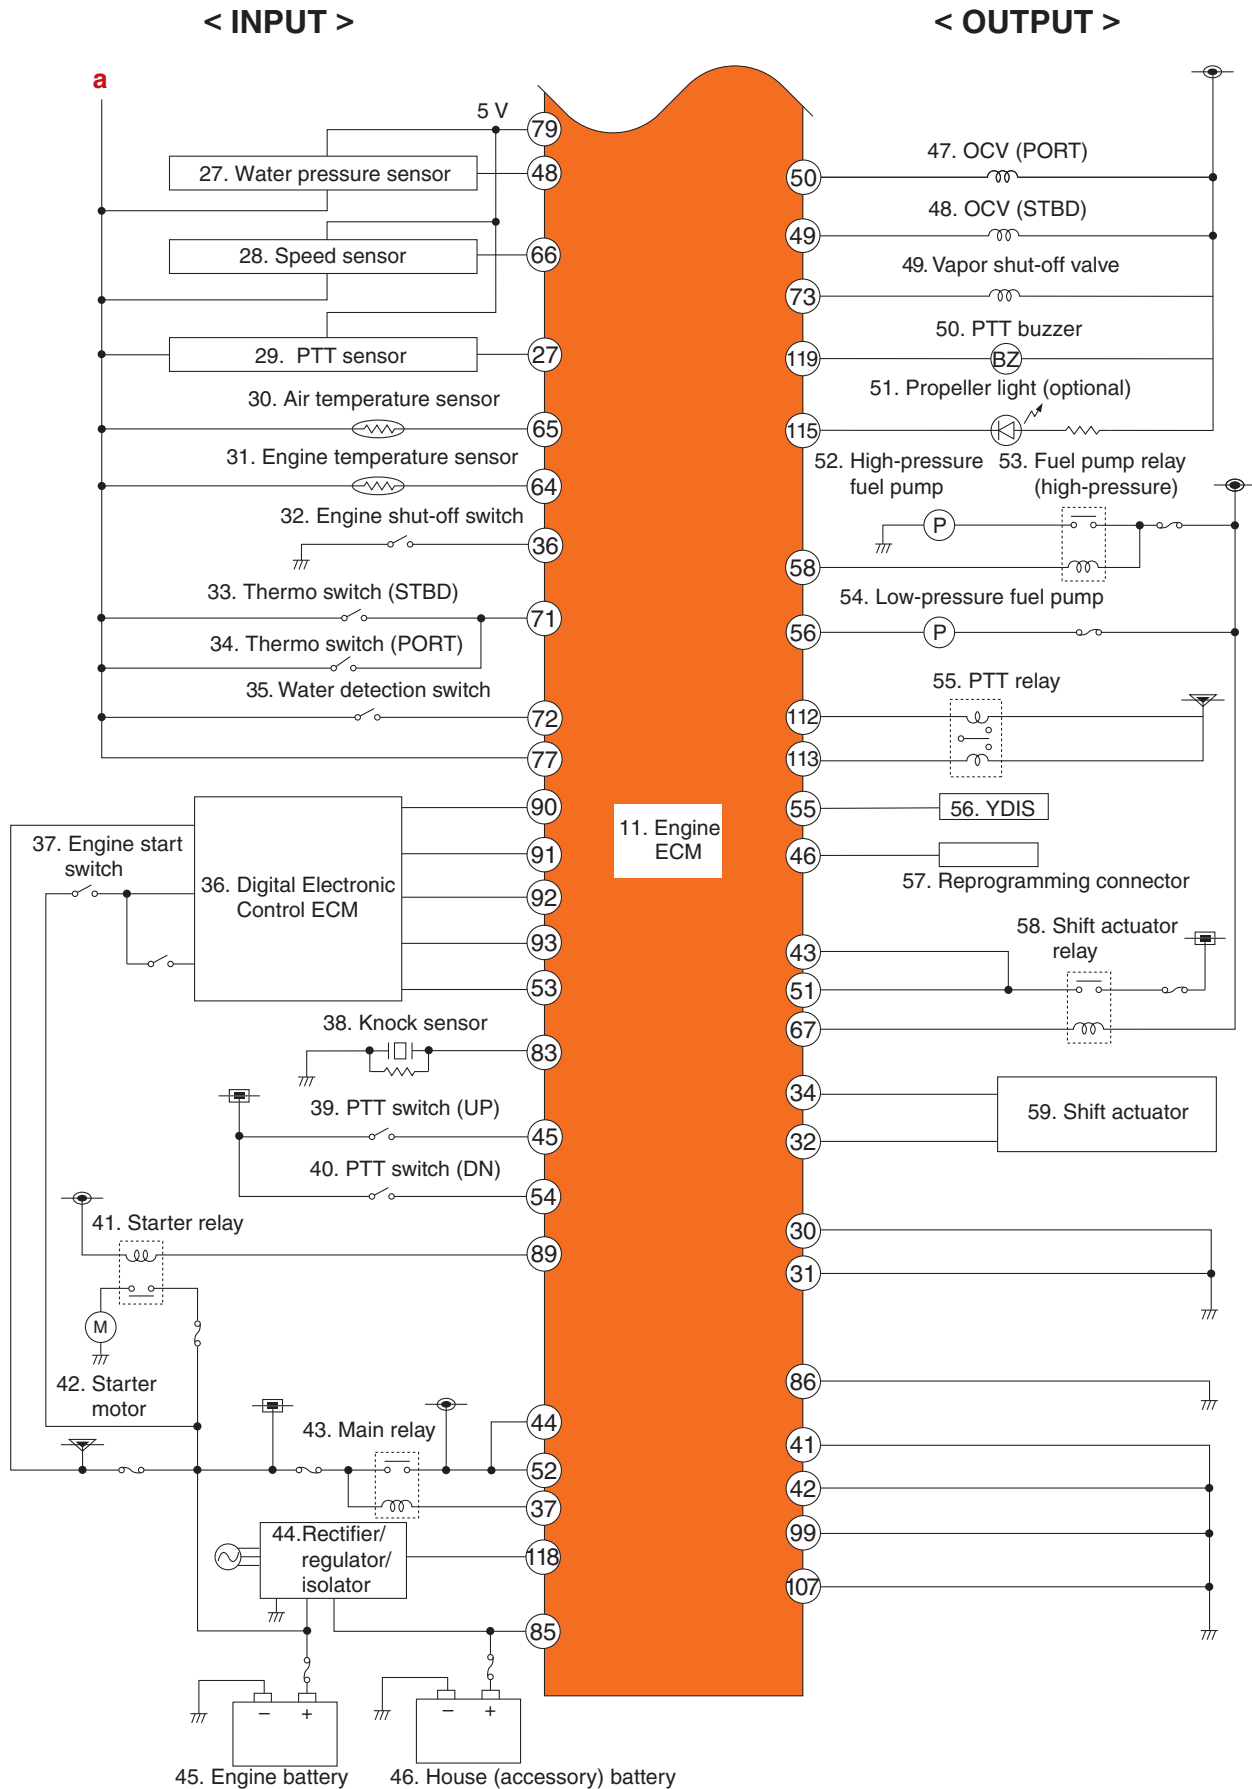 < INPUT >
< OUTPUT >
a
5 V
79
27. Water pressure sensor
48
28. Speed sensor
66
29. PTT sensor
27
30. Air temperature sensor
65
31. Engine temperature sensor
64
32. Engine shut-off switch
36
33. Thermo switch (STBD)
71
34. Thermo switch (PORT)
35. Water detection switch
72
77
90
37. Engine start
switch
91
36. Digital Electronic
Control ECM
92
93
53
38. Knock sensor
83
39. PTT switch (UP)
45
40. PTT switch (DN)
54
41. Starter relay
89
M
42. Starter
motor
43. Main relay
44
52
37
44.Rectifier/
regulator/
isolator
118
85
− +
− +
45. Engine battery
46. House (accessory) battery
11. Engine
ECM
47. OCV (PORT)
50
48. OCV (STBD)
49
49. Vapor shut-off valve
73
50. PTT buzzer
119
BZ
51. Propeller light (optional)
115
52. High-pressure
fuel pump
53. Fuel pump relay
(high-pressure)
P
58
54. Low-pressure fuel pump
56
P
55. PTT relay
112
113
55
56. YDIS
46
57. Reprogramming connector
58. Shift actuator
relay
43
51
67
34
59. Shift actuator
32
30
31
86
41
42
99
107